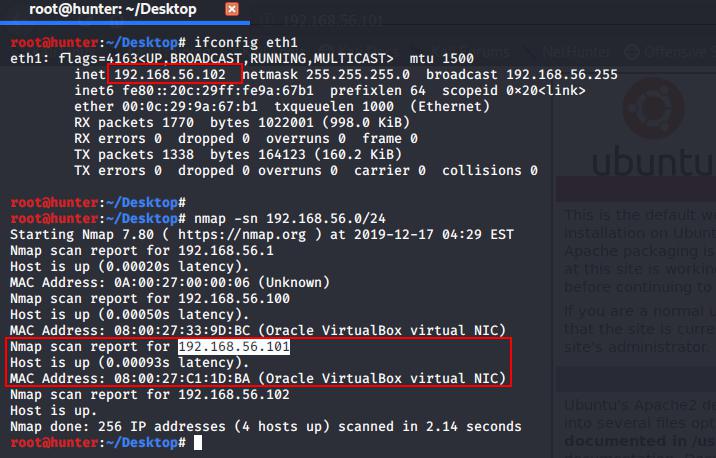 root@hunter: ~/Desktop
192.168.56.101
root@hunter:~/Desktop# ifconfig eth1
eth1: flags=4163<UP,BROADCAST,RUNNING,MULTICAST>  mtu 1500
inet 192.168.56.102  netmask 255.255.255.0  broadcast 192.168.56.255
inet6 fe80::20c:29ff:fe9a:67b1  prefixlen 64  scopeid 0×20<link>
ether 00:0c:29:9a:67:b1  txqueuelen 1000  (Ethernet)
RX packets 1770  bytes 1022001 (998.0 KiB)
RX errors 0  dropped 0  overruns 0  frame 0
TX packets 1338  bytes 164123 (160.2 KiB)
TX errors 0  dropped 0 overruns 0  carrier 0  collisions 0
root@hunter:~/Desktop#
root@hunter:~/Desktop# nmap -sn 192.168.56.0/24
Starting Nmap 7.80 ( https://nmap.org ) at 2019-12-17 04:29 EST
Nmap scan report for 192.168.56.1
Host is up (0.00020s latency).
MAC Address: 0A:00:27:00:00:06 (Unknown)
Nmap scan report for 192.168.56.100
Host is up (0.00050s latency).
MAC Address: 08:00:27:33:9D:BC (Oracle VirtualBox virtual NIC)
Nmap scan report for 192.168.56.101
Host is up (0.00093s latency).
MAC Address: 08:00:27:C1:1D:BA (Oracle VirtualBox virtual NIC)
Nmap scan report for 192.168.56.102
Host is up.
Nmap done: 256 IP addresses (4 hosts up) scanned in 2.14 seconds
root@hunter:~/Desktop#
NetHunter
Offensive S
ubuntu
This is the default w
installation on Ubun
Apache packaging is
at this site is workin
before continuing to
If you are a normal u
that the site is curre
site's administrator.
Ubuntu's Apache2 de
into several files opt
documented in /us